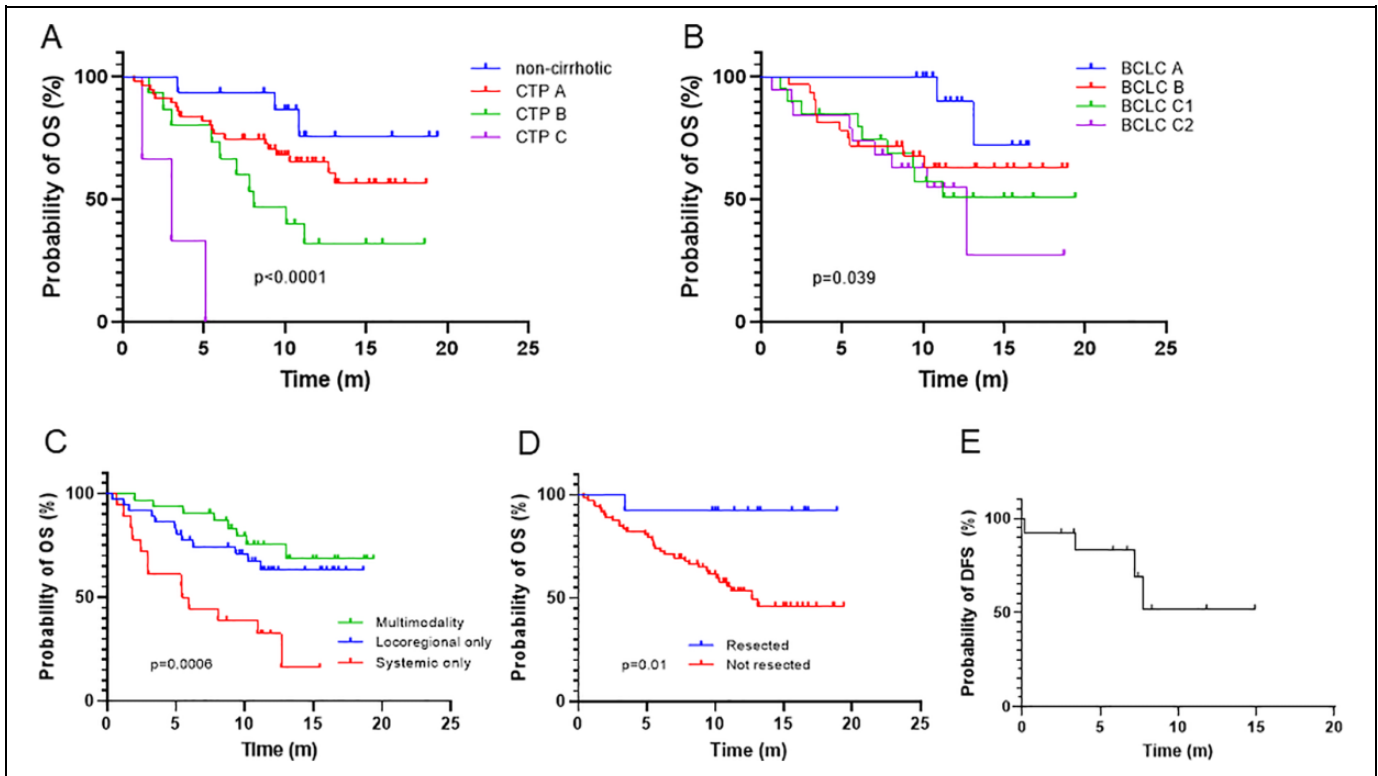 A
Probability of OS (%)
100
50
0
0 5 10 15 20 25
Time (m)
non-cirrhotic
CTP A
CTP B
CTP C
p<0.0001
B
Probability of OS (%)
100
50
0
0 5 10 15 20 25
Time (m)
BCLC A
BCLC B
BCLC C1
BCLC C2
p=0.039
C
Probability of OS (%)
100
50
0
0 5 10 15 20 25
TIme (m)
Multimodality
Locoregional only
Systemic only
p=0.0006
D
Probability of OS (%)
100
50
0
0 5 10 15 20 25
Time (m)
Resected
Not resected
p=0.01
E
Probability of DFS (%)
100
50
0
0 5 10 15 20
Time (m)